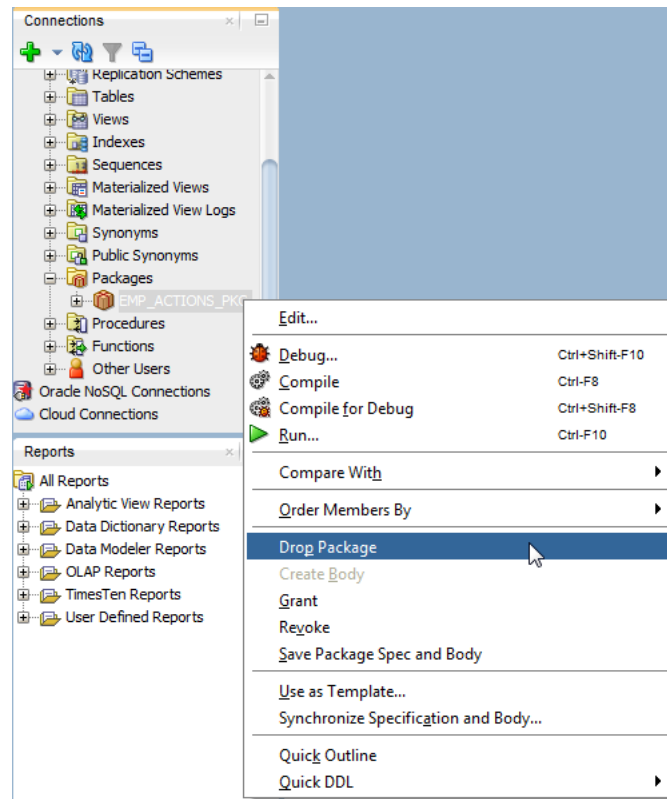 Connections
Replication Schemes
Tables
Views
Indexes
Sequences
Materialized Views
Materialized View Logs
Synonyms
Public Synonyms
Packages
EMP_ACTIONS_PKG
Procedures
Functions
Other Users
Oracle NoSQL Connections
Cloud Connections
Reports
All Reports
Analytic View Reports
Data Dictionary Reports
Data Modeler Reports
OLAP Reports
TimesTen Reports
User Defined Reports
Edit...
Debug... Ctrl+Shift-F10
Compile Ctrl-F8
Compile for Debug Ctrl+Shift-F8
Run... Ctrl-F10
Compare With
Order Members By
Drop Package
Create Body
Grant
Revoke
Save Package Spec and Body
Use as Template...
Synchronize Specification and Body...
Quick Outline
Quick DDL